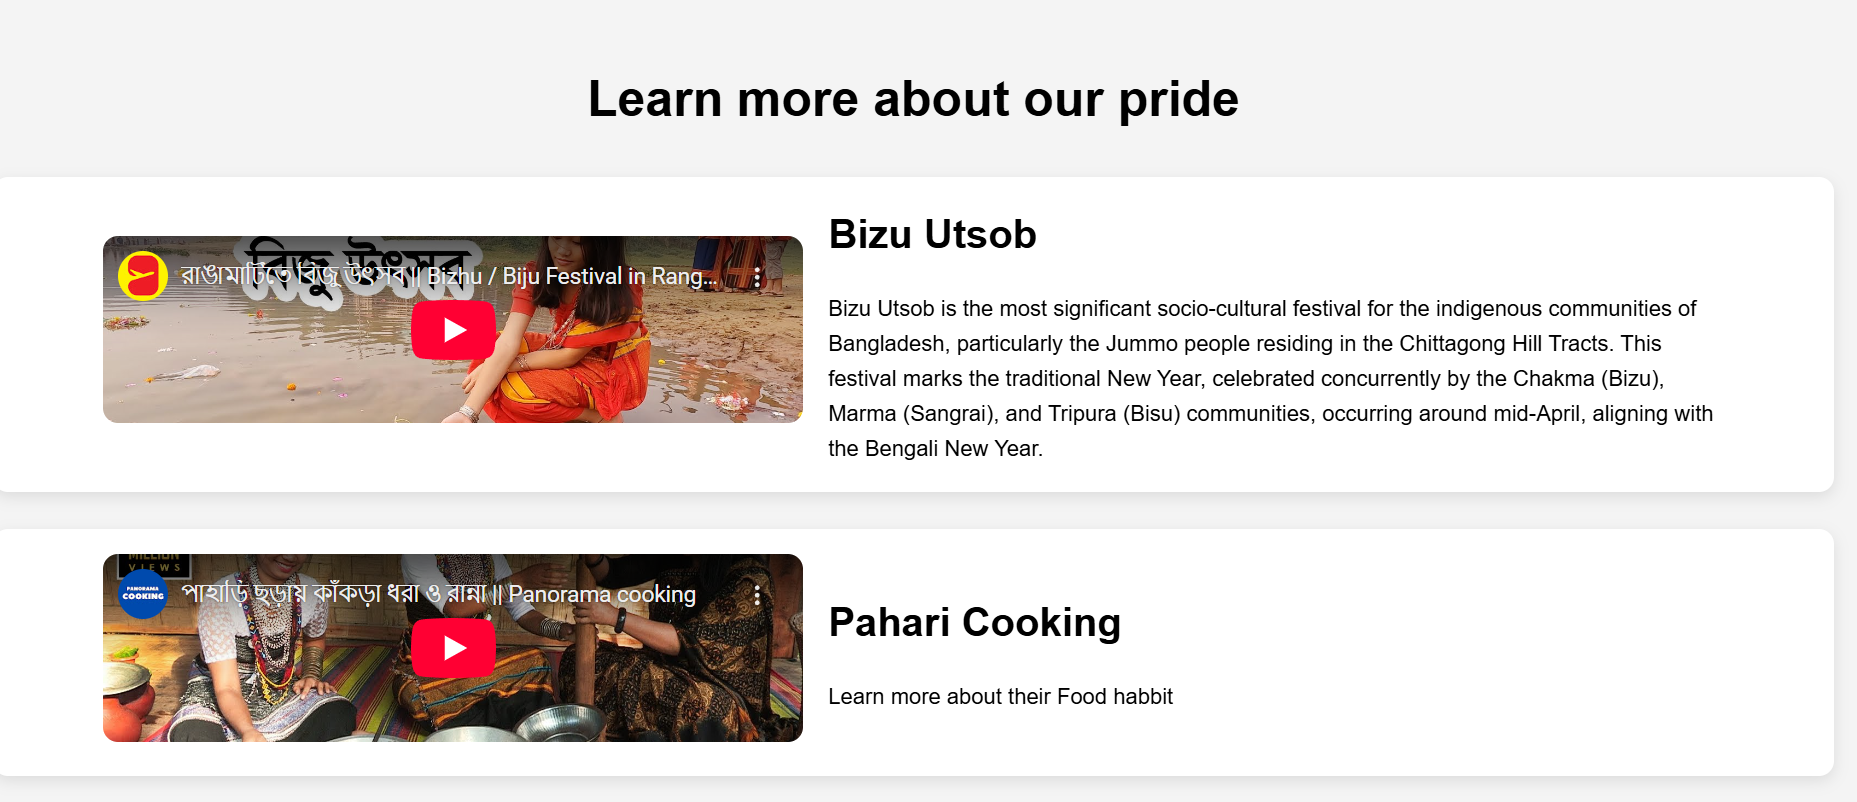 Learn more about our pride
বিজু উৎসব
রাঙামাটিতে বিজু উৎসব || Bizhu / Biju Festival in Rang...
Bizu Utsob
Bizu Utsob is the most significant socio-cultural festival for the indigenous communities of
Bangladesh, particularly the Jummo people residing in the Chittagong Hill Tracts. This
festival marks the traditional New Year, celebrated concurrently by the Chakma (Bizu),
Marma (Sangrai), and Tripura (Bisu) communities, occurring around mid-April, aligning with
the Bengali New Year.
MILLION
VIEWS
PANORAMA
COOKING
পাহাড়ি ছড়ায় কাঁকড়া ধরা ও রান্না || Panorama cooking
Pahari Cooking
Learn more about their Food habbit